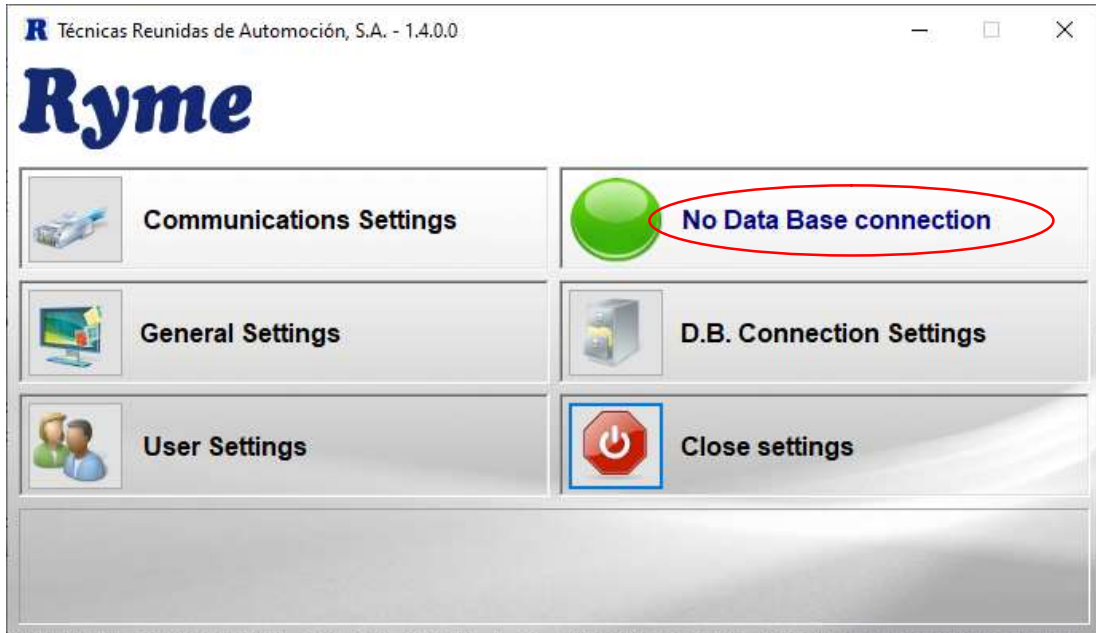 R Técnicas Reunidas de Automoción, S.A. - 1.4.0.0
Ryme
Communications Settings
No Data Base connection
General Settings
D.B. Connection Settings
User Settings
Close settings